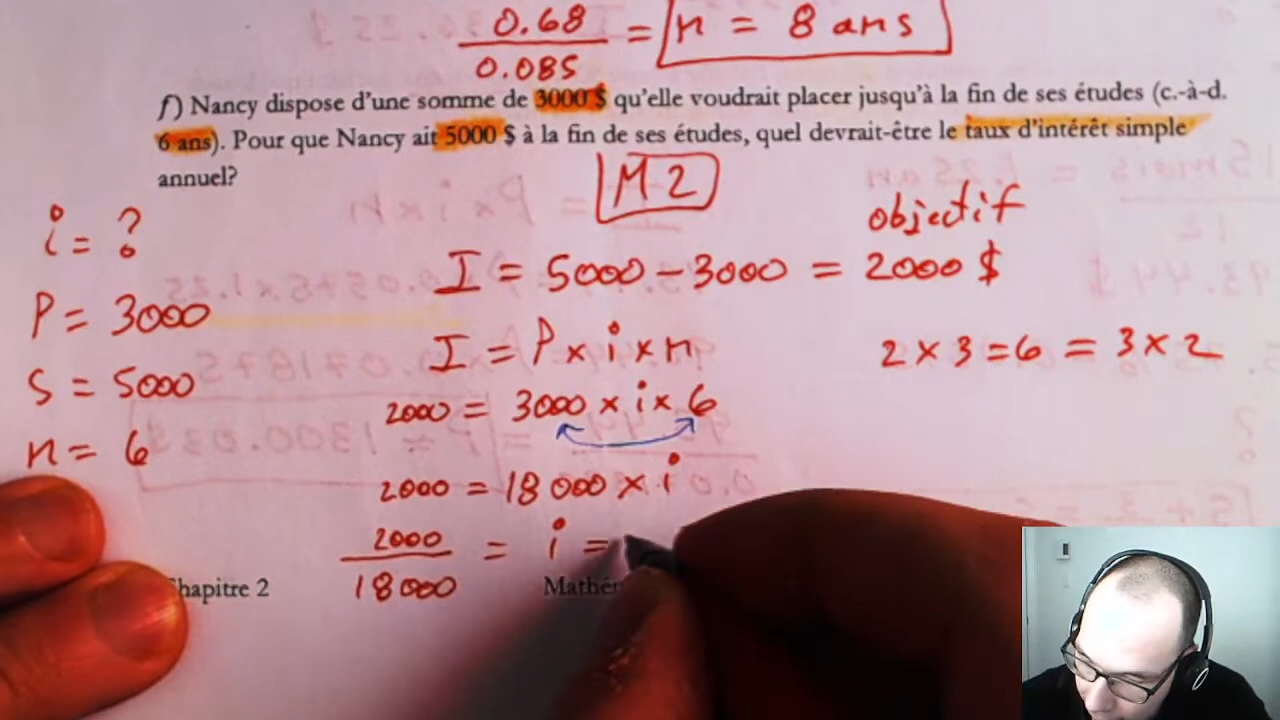 0.68
0.085 = n = 8 ans
f) Nancy dispose d'une somme de 3000 $ qu'elle voudrait placer jusqu'à la fin de ses études (c.-à-d.
6 ans). Pour que Nancy ait 5000 $ à la fin de ses études, quel devrait-être le taux d'intérêt simple
annuel?
M2
objectif
i = ?
I = 5000 - 3000 = 2000 $
P = 3000
I = P x i x n
2 x 3 = 6 = 3 x 2
S = 5000
2000 = 3000 x i x 6
n = 6
2000 = 18 000 x i
2000
18 000 = i =
hapitre 2